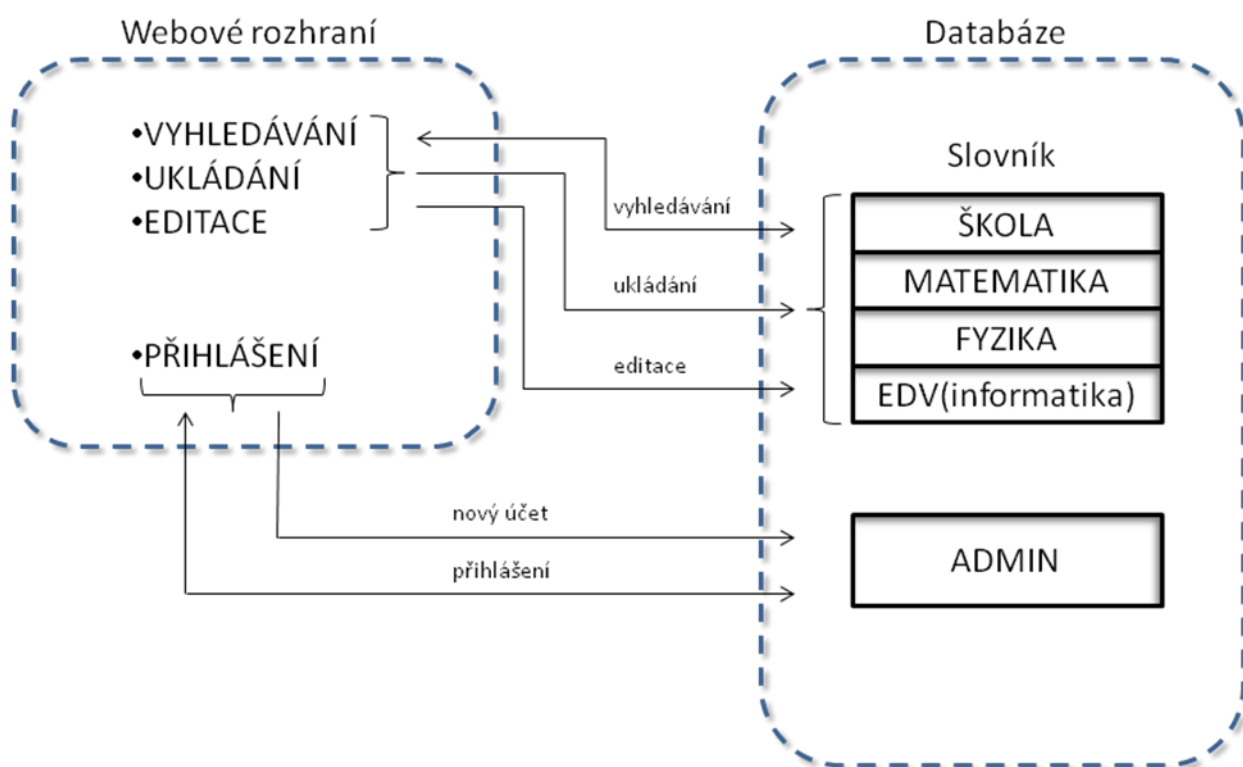 Webové rozhraní
•VYHLEDÁVÁNÍ
•UKLÁDÁNÍ
•EDITACE
•PŘIHLÁŠENÍ
vyhledávání
ukládání
editace
nový účet
přihlášení
Databáze
Slovník
ŠKOLA
MATEMATIKA
FYZIKA
EDV(informatika)
ADMIN